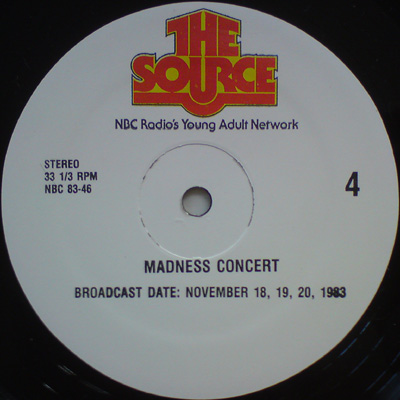 THE
SOURCE
NBC Radio's Young Adult Network
STEREO
33 1/3 RPM
NBC 83-46
4
MADNESS CONCERT
BROADCAST DATE: NOVEMBER 18, 19, 20, 1983